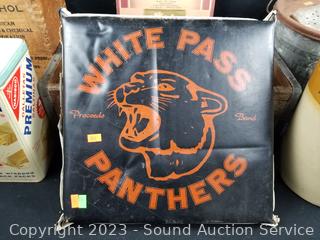 WHITE PASS
Proceeds Band
PANTHERS
PREMIUM
Copyright 2023 - Sound Auction Service